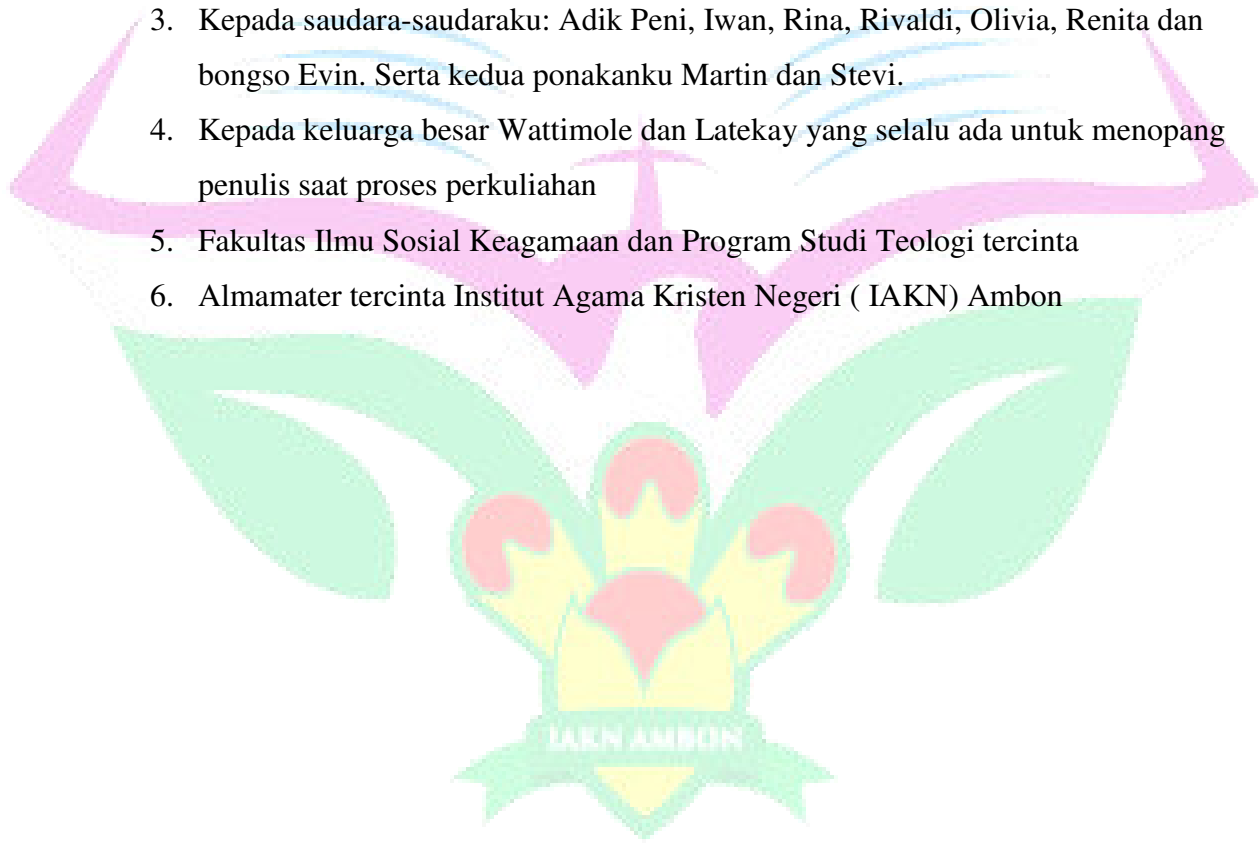 3. Kepada saudara-saudaraku: Adik Peni, Iwan, Rina, Rivaldi, Olivia, Renita dan
bongso Evin. Serta kedua ponakanku Martin dan Stevi.
4. Kepada keluarga besar Wattimole dan Latekay yang selalu ada untuk menopang
penulis saat proses perkuliahan
5. Fakultas Ilmu Sosial Keagamaan dan Program Studi Teologi tercinta
6. Almamater tercinta Institut Agama Kristen Negeri ( IAKN) Ambon
IAKN AMBON